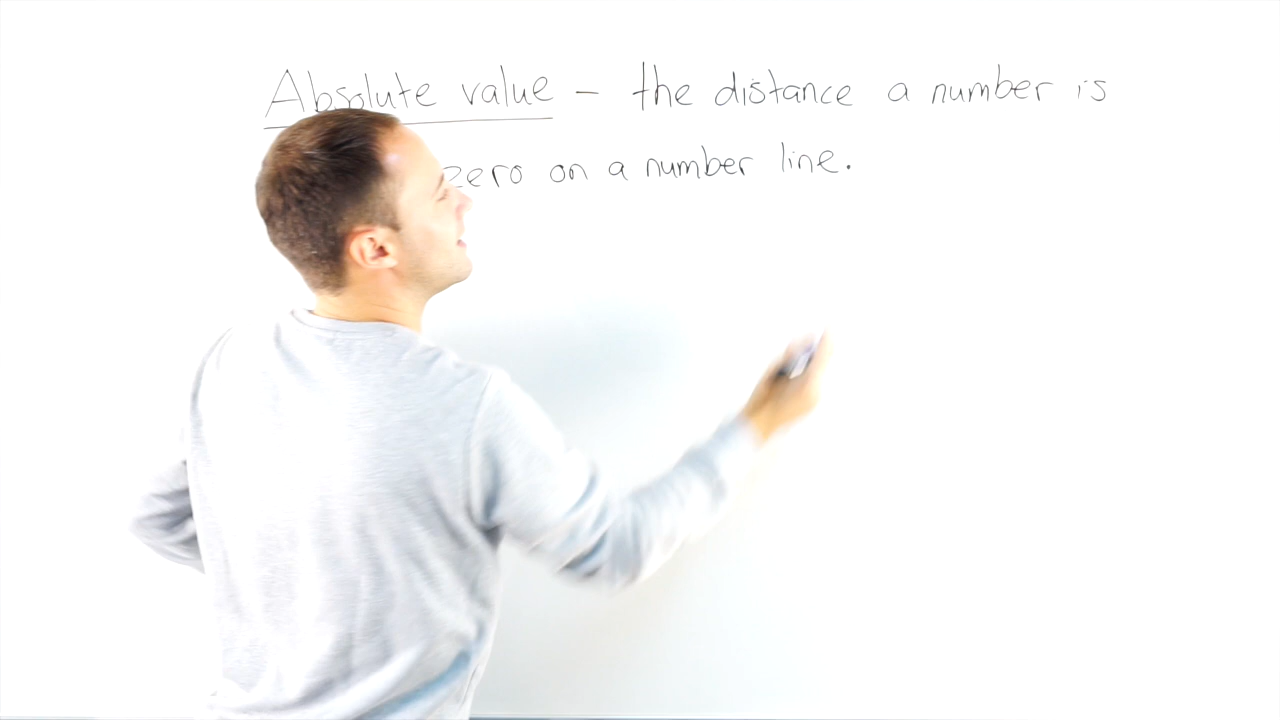 Absolute value - the distance a number is
zero on a number line.